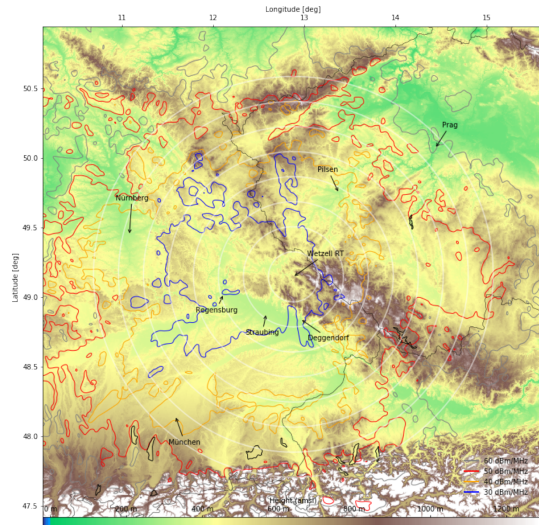 Longitude [deg]
11 12 13 14 15
50.5
Prag
50.0
Pilsen
Nürnberg
49.5
Latitude [deg]
Wetzell RT
49.0
Regensburg
Straubing
Deggendorf
48.5
48.0
München
60 dBm/MHz
50 dBm/MHz
40 dBm/MHz
30 dBm/MHz
47.5
Height (amsl)
0 m 200 m 400 m 600 m 800 m 1000 m 1200 m